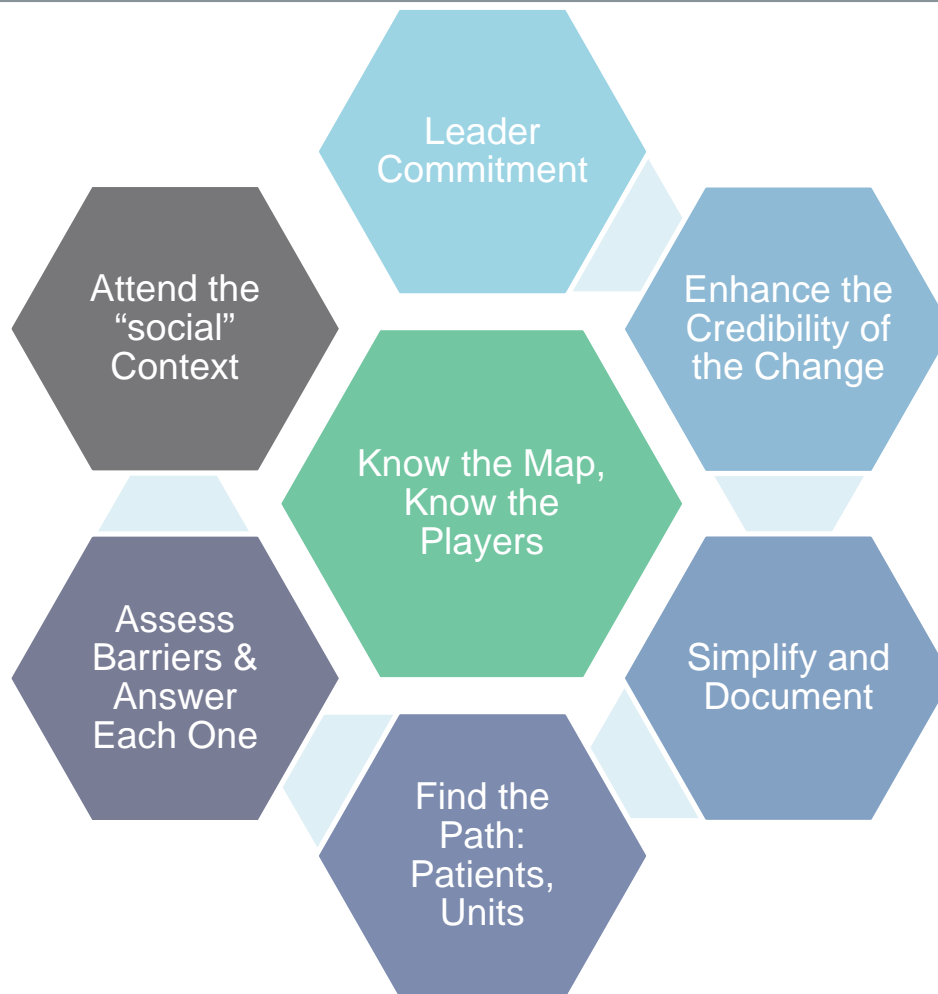 Leader
Commitment
Enhance the
Credibility of
the Change
Simplify and
Document
Find the
Path:
Patients,
Units
Assess
Barriers &
Answer
Each One
Attend the
“social”
Context
Know the Map,
Know the
Players